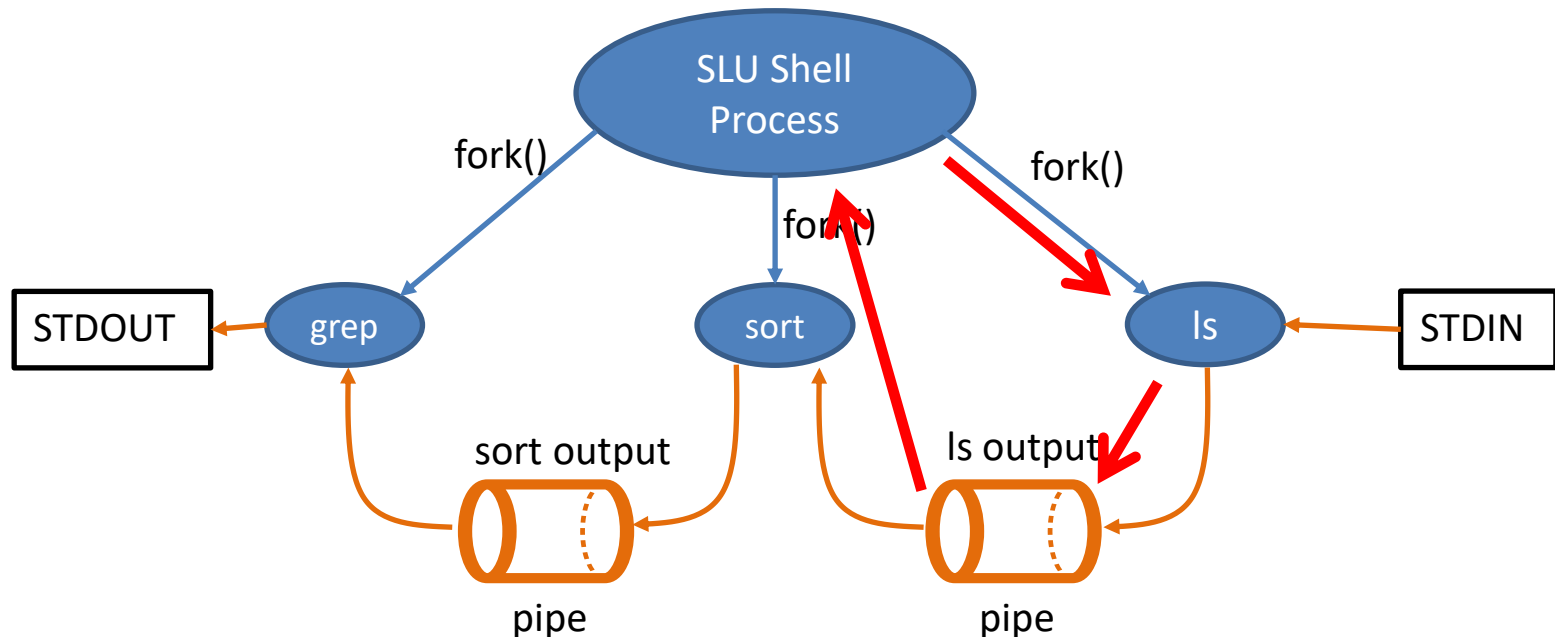 SLU Shell
Process
fork()
fork()
fork()
STDOUT
grep
sort
ls
STDIN
sort output
ls output
pipe
pipe